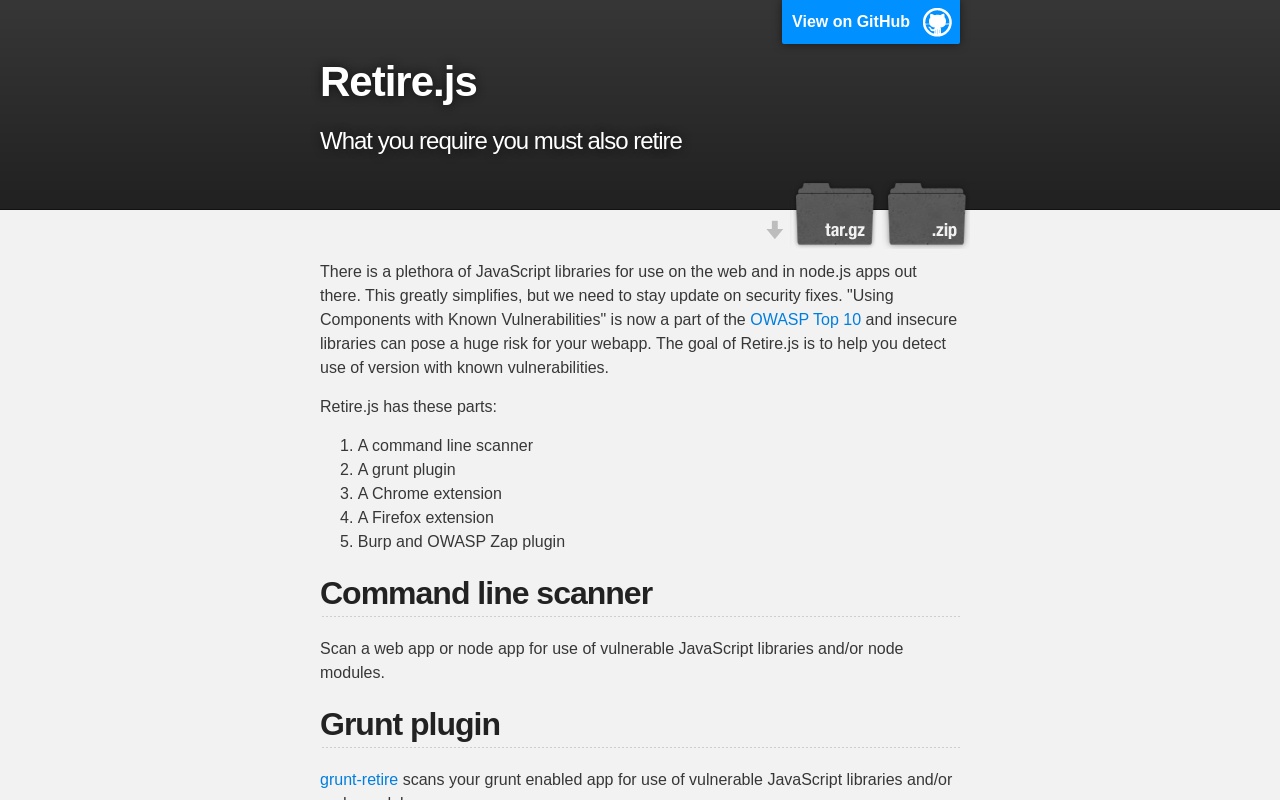 View on GitHub
Retire.js
What you require you must also retire
tar.gz
.zip
There is a plethora of JavaScript libraries for use on the web and in node.js apps out
there. This greatly simplifies, but we need to stay update on security fixes. "Using
Components with Known Vulnerabilities" is now a part of the OWASP Top 10 and insecure
libraries can pose a huge risk for your webapp. The goal of Retire.js is to help you detect
use of version with known vulnerabilities.
Retire.js has these parts:
1. A command line scanner
2. A grunt plugin
3. A Chrome extension
4. A Firefox extension
5. Burp and OWASP Zap plugin
Command line scanner
Scan a web app or node app for use of vulnerable JavaScript libraries and/or node
modules.
Grunt plugin
grunt-retire scans your grunt enabled app for use of vulnerable JavaScript libraries and/or